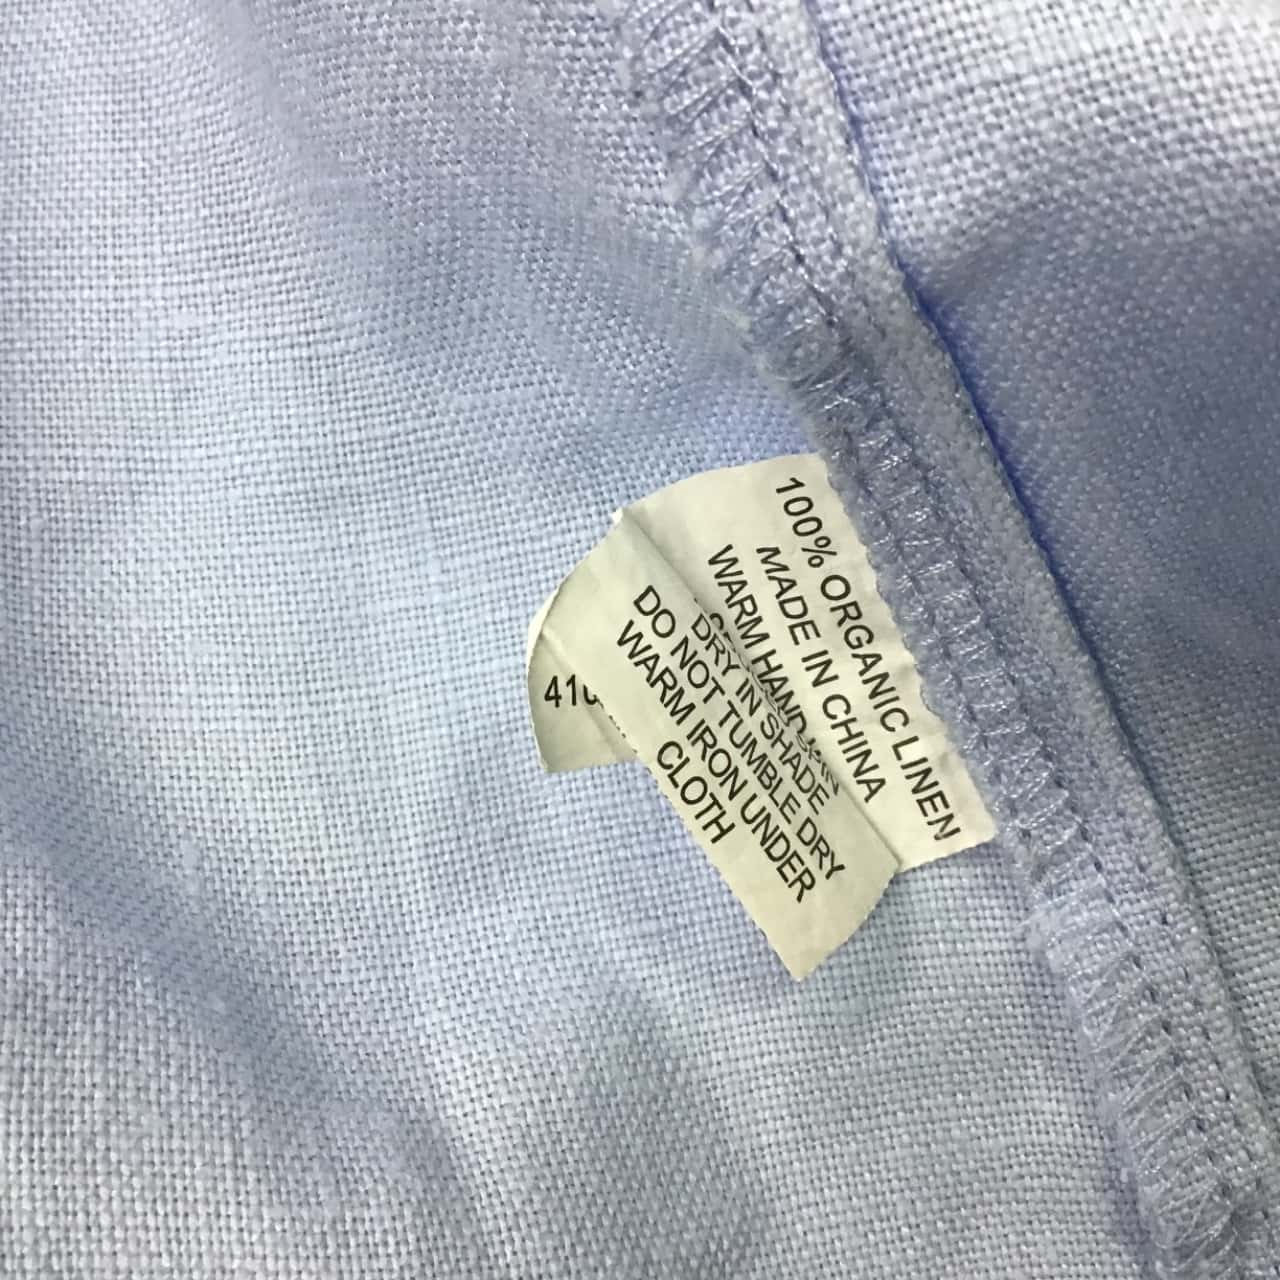 100% ORGANIC LINEN
MADE IN CHINA
WARM HAND
DRY IN SHADE
DO NOT TUMBLE DRY
WARM IRON UNDER
CLOTH